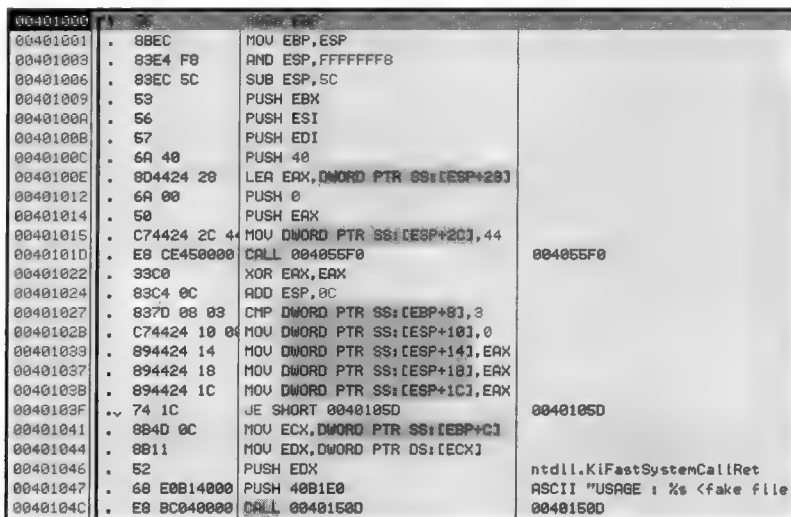 00401000
00401001 . 8BEC MOV EBP,ESP
00401003 . 83E4 F8 AND ESP,FFFFFFF8
00401006 . 83EC 5C SUB ESP,5C
00401009 . 53 PUSH EBX
0040100A . 56 PUSH ESI
0040100B . 57 PUSH EDI
0040100C . 6A 40 PUSH 40
0040100E . 8D4424 28 LEA EAX,DWORD PTR SS:[ESP+28]
00401012 . 6A 00 PUSH 0
00401014 . 50 PUSH EAX
00401015 . C74424 2C 44 MOV DWORD PTR SS:[ESP+2C],44
0040101D . E8 CE450000 CALL 004055F0 004055F0
00401022 . 33C0 XOR EAX,EAX
00401024 . 83C4 0C ADD ESP,0C
00401027 . 837D 08 03 CMP DWORD PTR SS:[EBP+8],3
0040102B . C74424 10 00 MOV DWORD PTR SS:[ESP+10],0
00401033 . 894424 14 MOV DWORD PTR SS:[ESP+14],EAX
00401037 . 894424 18 MOV DWORD PTR SS:[ESP+18],EAX
0040103B . 894424 1C MOV DWORD PTR SS:[ESP+1C],EAX
0040103F . 74 1C JE SHORT 0040105D 0040105D
00401041 . 8B4D 0C MOV ECX,DWORD PTR SS:[EBP+C]
00401044 . 8B11 MOV EDX,DWORD PTR DS:[ECX]
00401046 . 52 PUSH EDX ntdll.KiFastSystemCallRet
00401047 . 68 E0B14000 PUSH 40B1E0 ASCII "USAGE : %s <fake file
0040104C . E8 BC040000 CALL 0040150D 0040150D